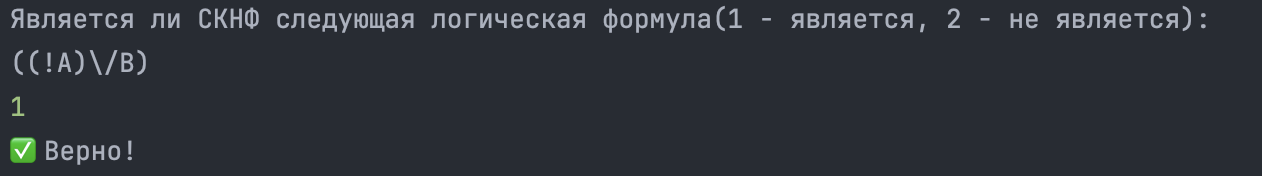 Является ли СКНФ следующая логическая формула(1 - является, 2 - не является):
((!A)\/B)
1
✅ Верно!